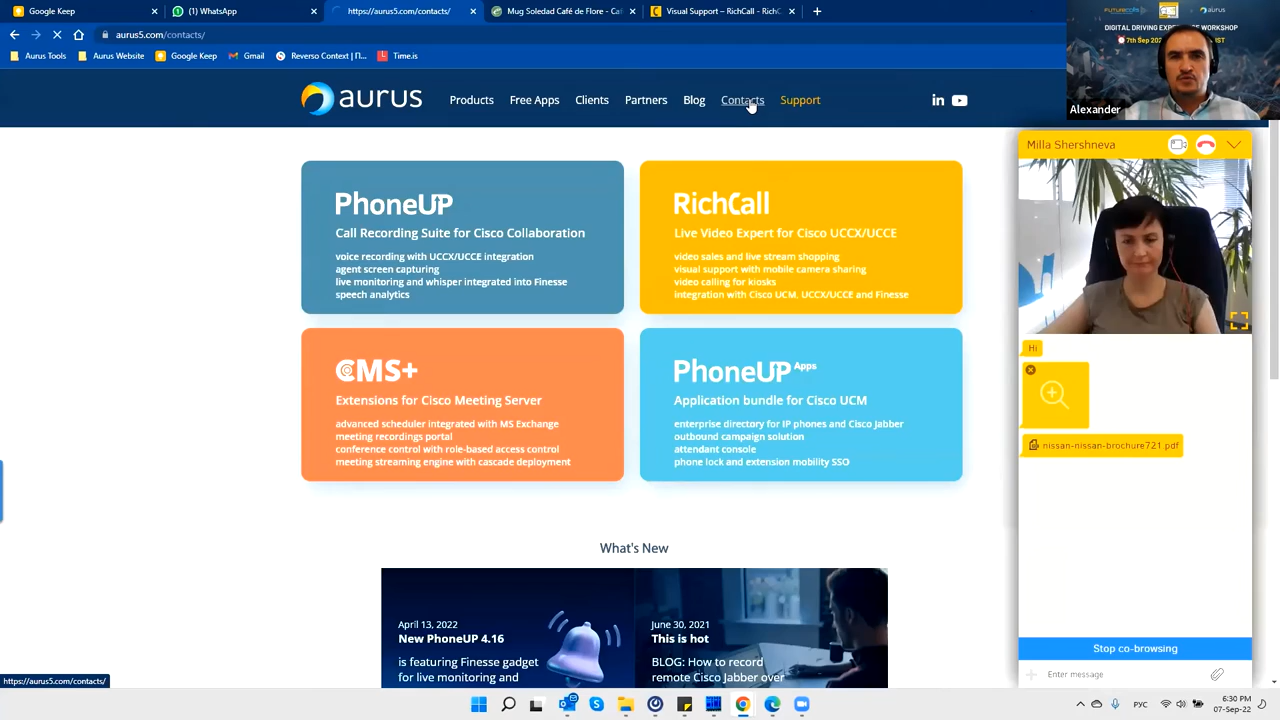 Google Keep
(1) WhatsApp
https://aurus5.com/contacts/
Mug Soledad Café de Flore - Caf
Visual Support – RichCall - RichC
aurus5.com/contacts/
Aurus Tools
Aurus Website
Google Keep
Gmail
Reverso Context | П...
Time.is
aurus
DIGITAL DRIVING EXPERIENCE WORKSHOP
Alexander
aurus
Products
Free Apps
Clients
Partners
Blog
Contacts
Support
Milla Shershneva
PhoneUP
Call Recording Suite for Cisco Collaboration
voice recording with UCCX/UCCE integration
agent screen capturing
live monitoring and whisper integrated into Finesse
speech analytics
RichCall
Live Video Expert for Cisco UCCX/UCCE
video sales and live stream shopping
visual support with mobile camera sharing
video calling for kiosks
integration with Cisco UCM, UCCX/UCCE and Finesse
CMS+
Extensions for Cisco Meeting Server
advanced scheduler integrated with MS Exchange
meeting recordings portal
conference control with role-based access control
meeting streaming engine with cascade deployment
PhoneUP Apps
Application bundle for Cisco UCM
enterprise directory for IP phones and Cisco Jabber
outbound campaign solution
attendant console
phone lock and extension mobility SSO
Hi
nissan-nissan-brochure721.pdf
What's New
April 13, 2022
New PhoneUP 4.16
is featuring Finesse gadget
for live monitoring and
June 30, 2021
This is hot
BLOG: How to record
remote Cisco Jabber over
Stop co-browsing
Enter message
https://aurus5.com/contacts/
РУС
6:30 PM
07-Sep-22